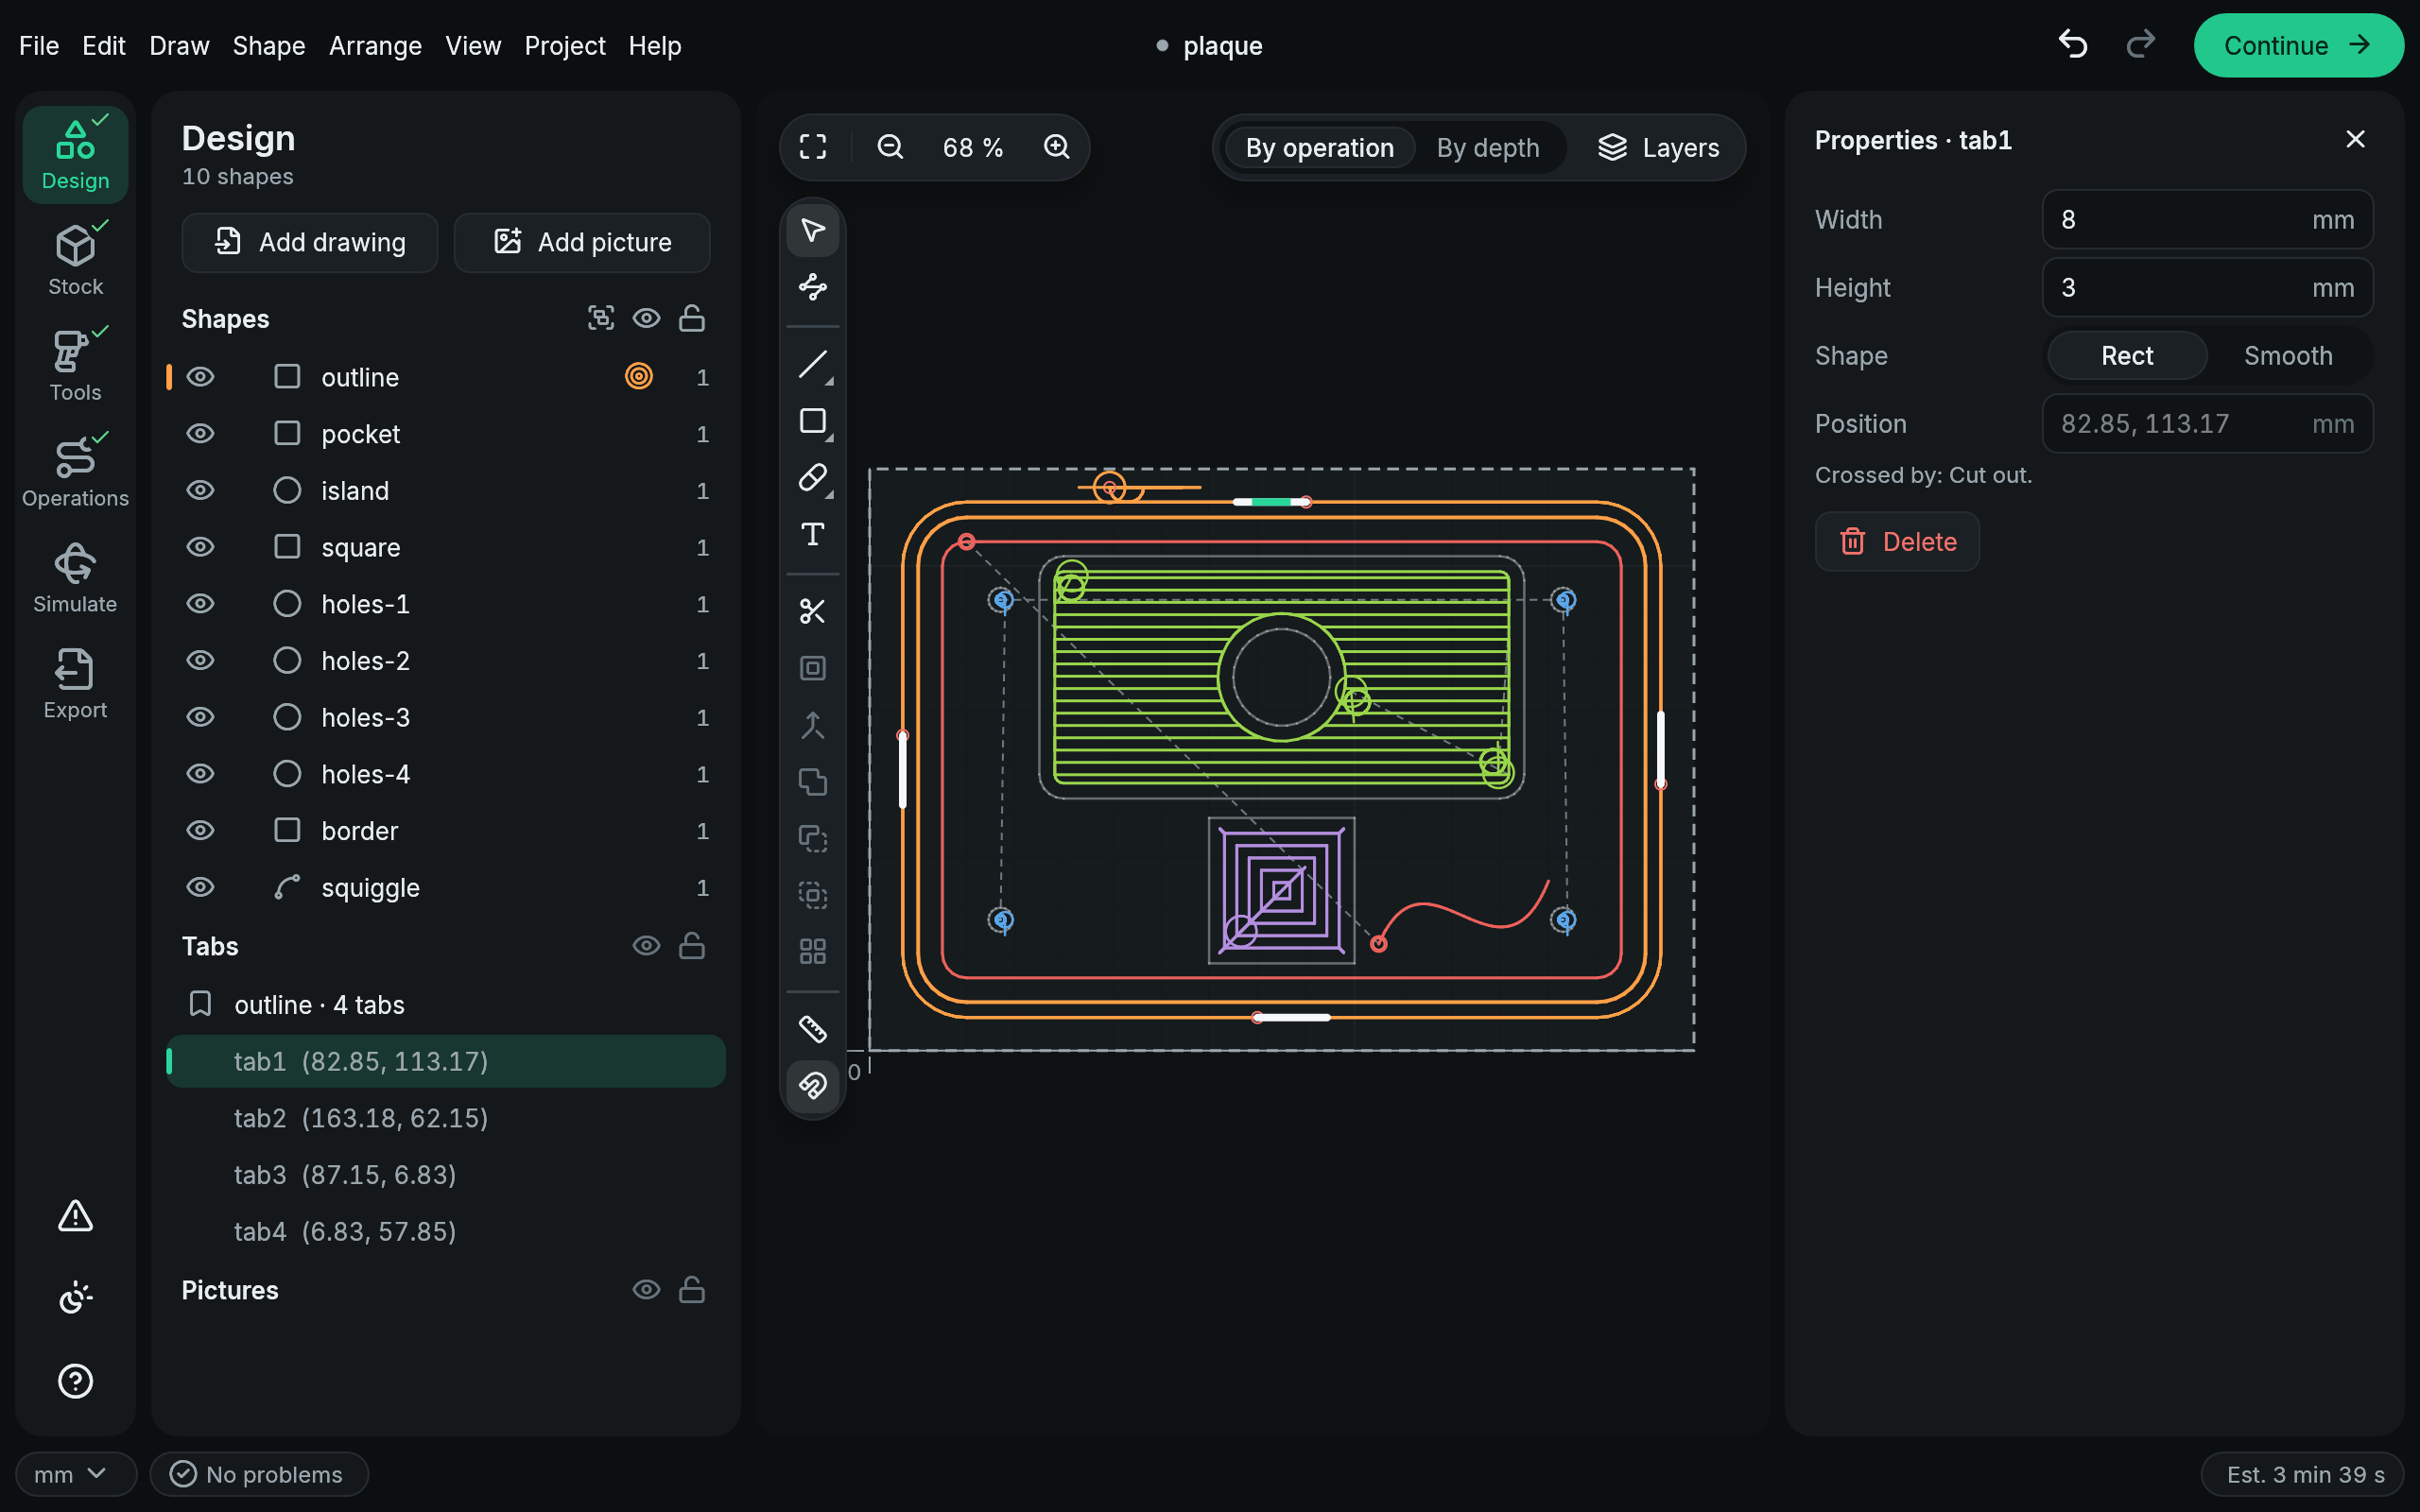 File Edit Draw Shape Arrange View Project Help
plaque
Continue
Design
Stock
Tools
Operations
Simulate
Export
Design
10 shapes
Add drawing
Add picture
Shapes
outline 1
pocket 1
island 1
square 1
holes-1 1
holes-2 1
holes-3 1
holes-4 1
border 1
squiggle 1
Tabs
outline · 4 tabs
tab1 (82.85, 113.17)
tab2 (163.18, 62.15)
tab3 (87.15, 6.83)
tab4 (6.83, 57.85)
Pictures
68 %
By operation By depth Layers
0
Properties · tab1
Width 8 mm
Height 3 mm
Shape Rect Smooth
Position 82.85, 113.17 mm
Crossed by: Cut out.
Delete
mm
No problems
Est. 3 min 39 s